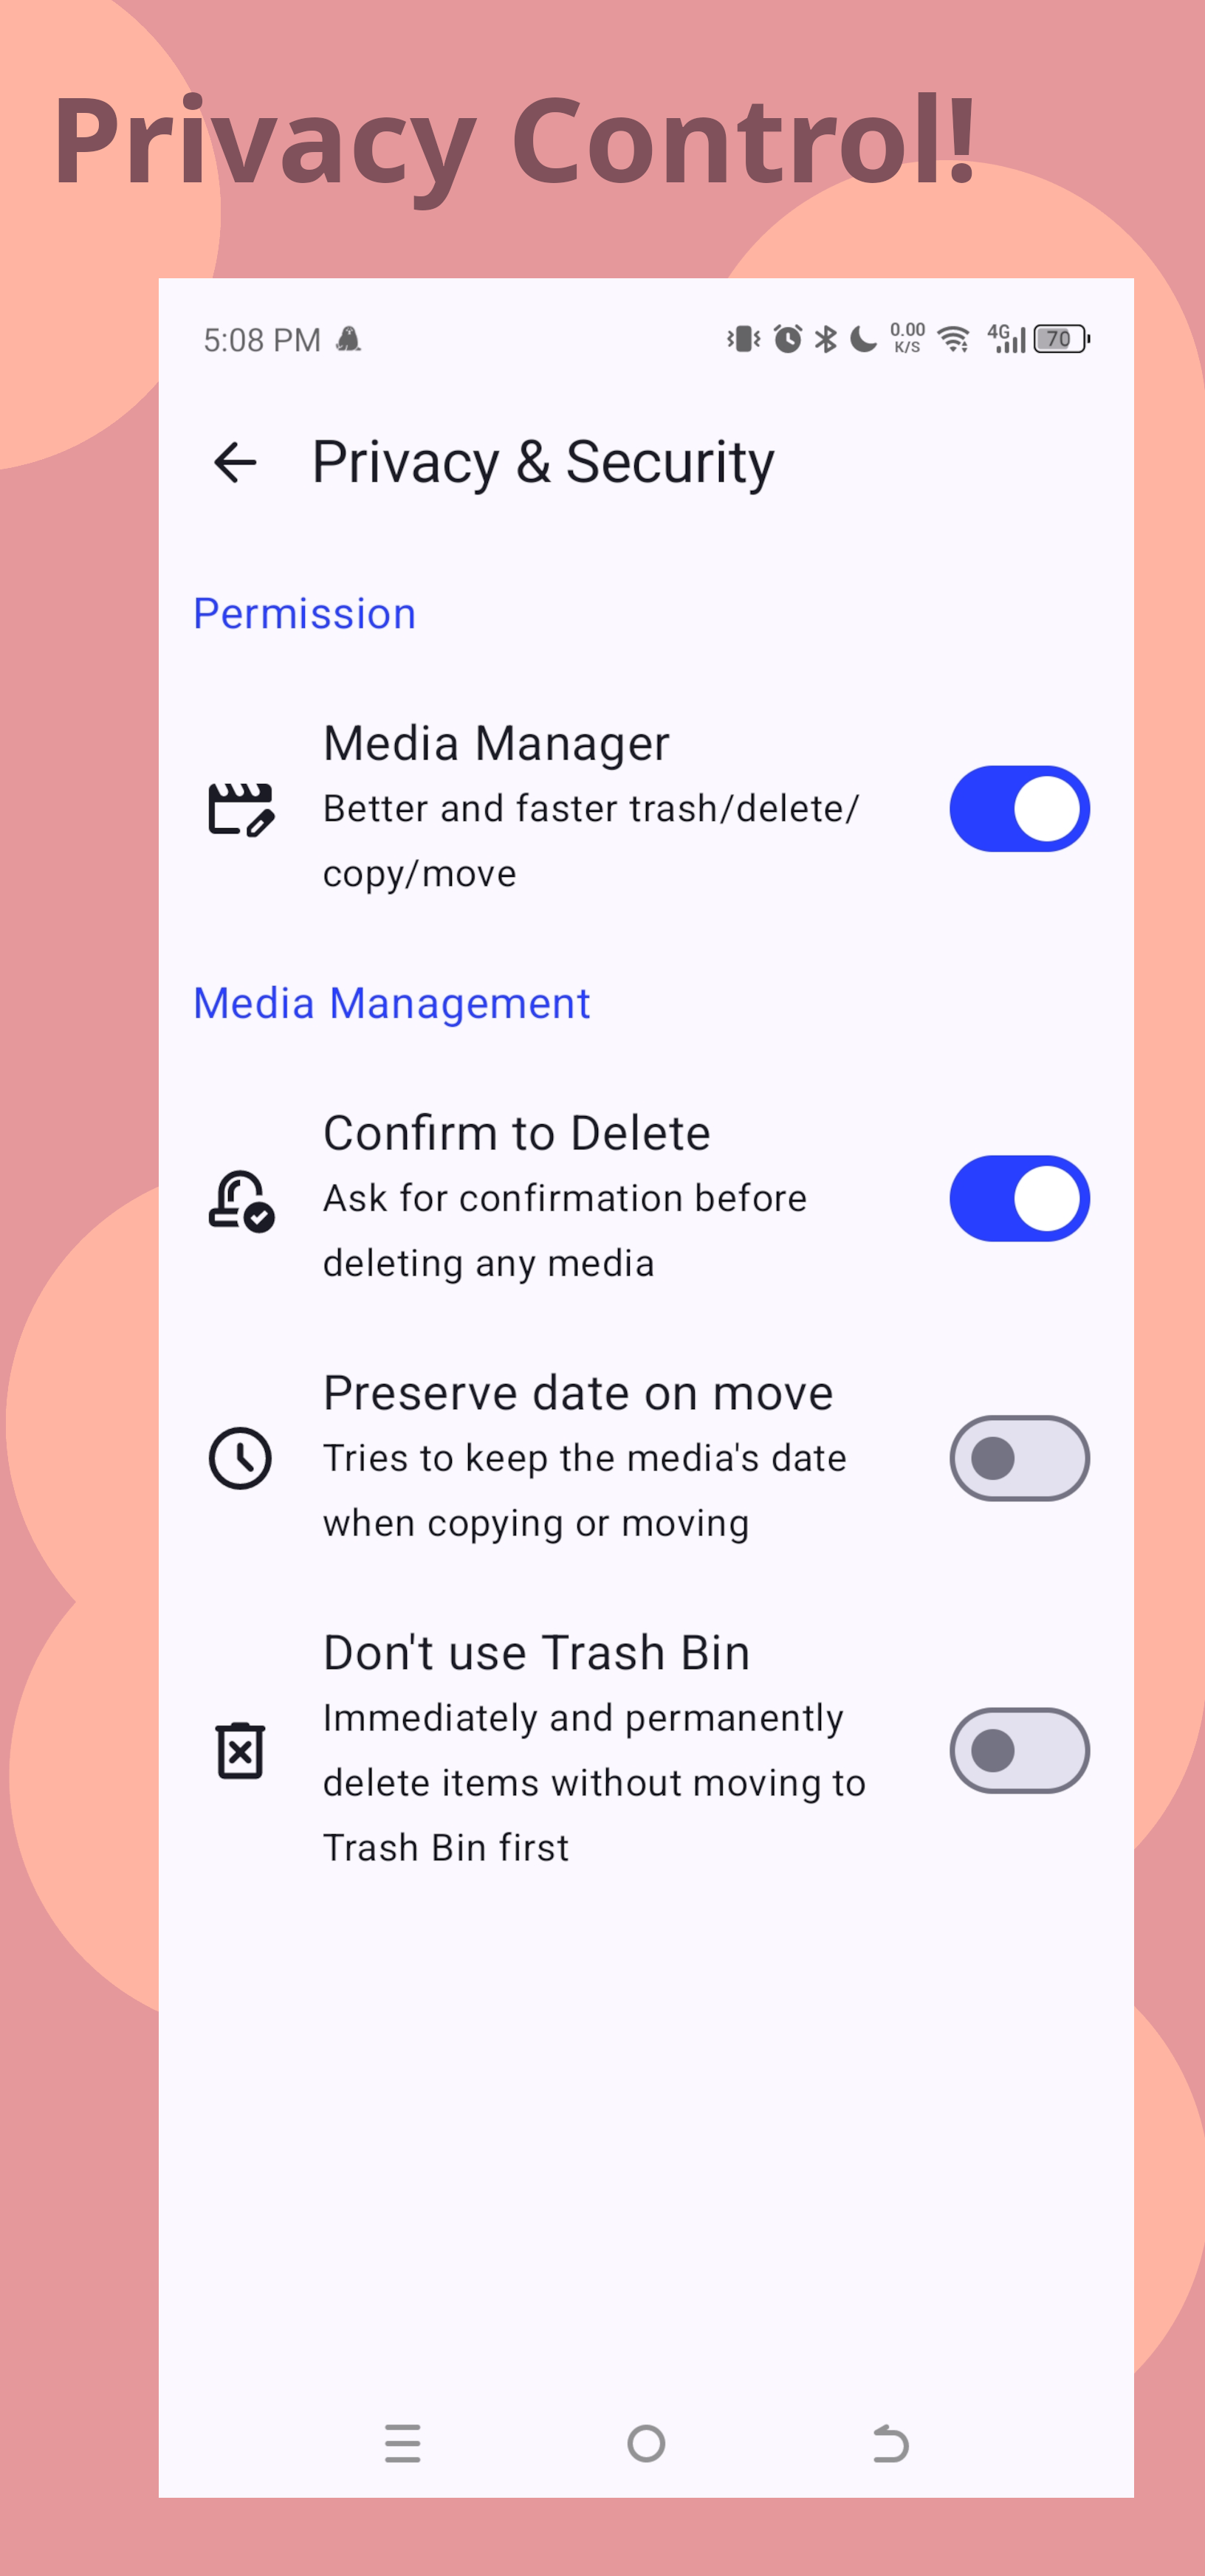 Privacy Control!
5:08 PM
0.00
K/S
4G
70
Privacy & Security
Permission
Media Manager
Better and faster trash/delete/
copy/move
Media Management
Confirm to Delete
Ask for confirmation before
deleting any media
Preserve date on move
Tries to keep the media's date
when copying or moving
Don't use Trash Bin
Immediately and permanently
delete items without moving to
Trash Bin first